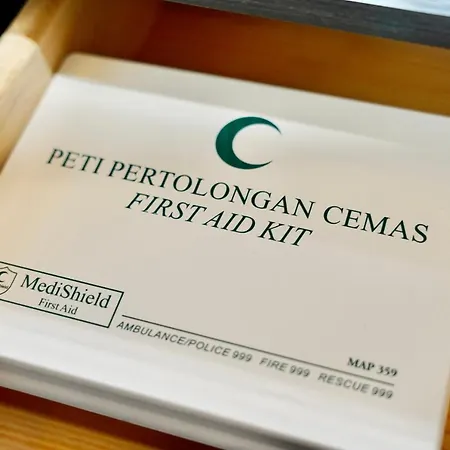 PETI PERTOLONGAN CEMAS
FIRST AID KIT
MediShield
First Aid
MAP 359
AMBULANCE/POLICE 999 FIRE 999 RESCUE 999